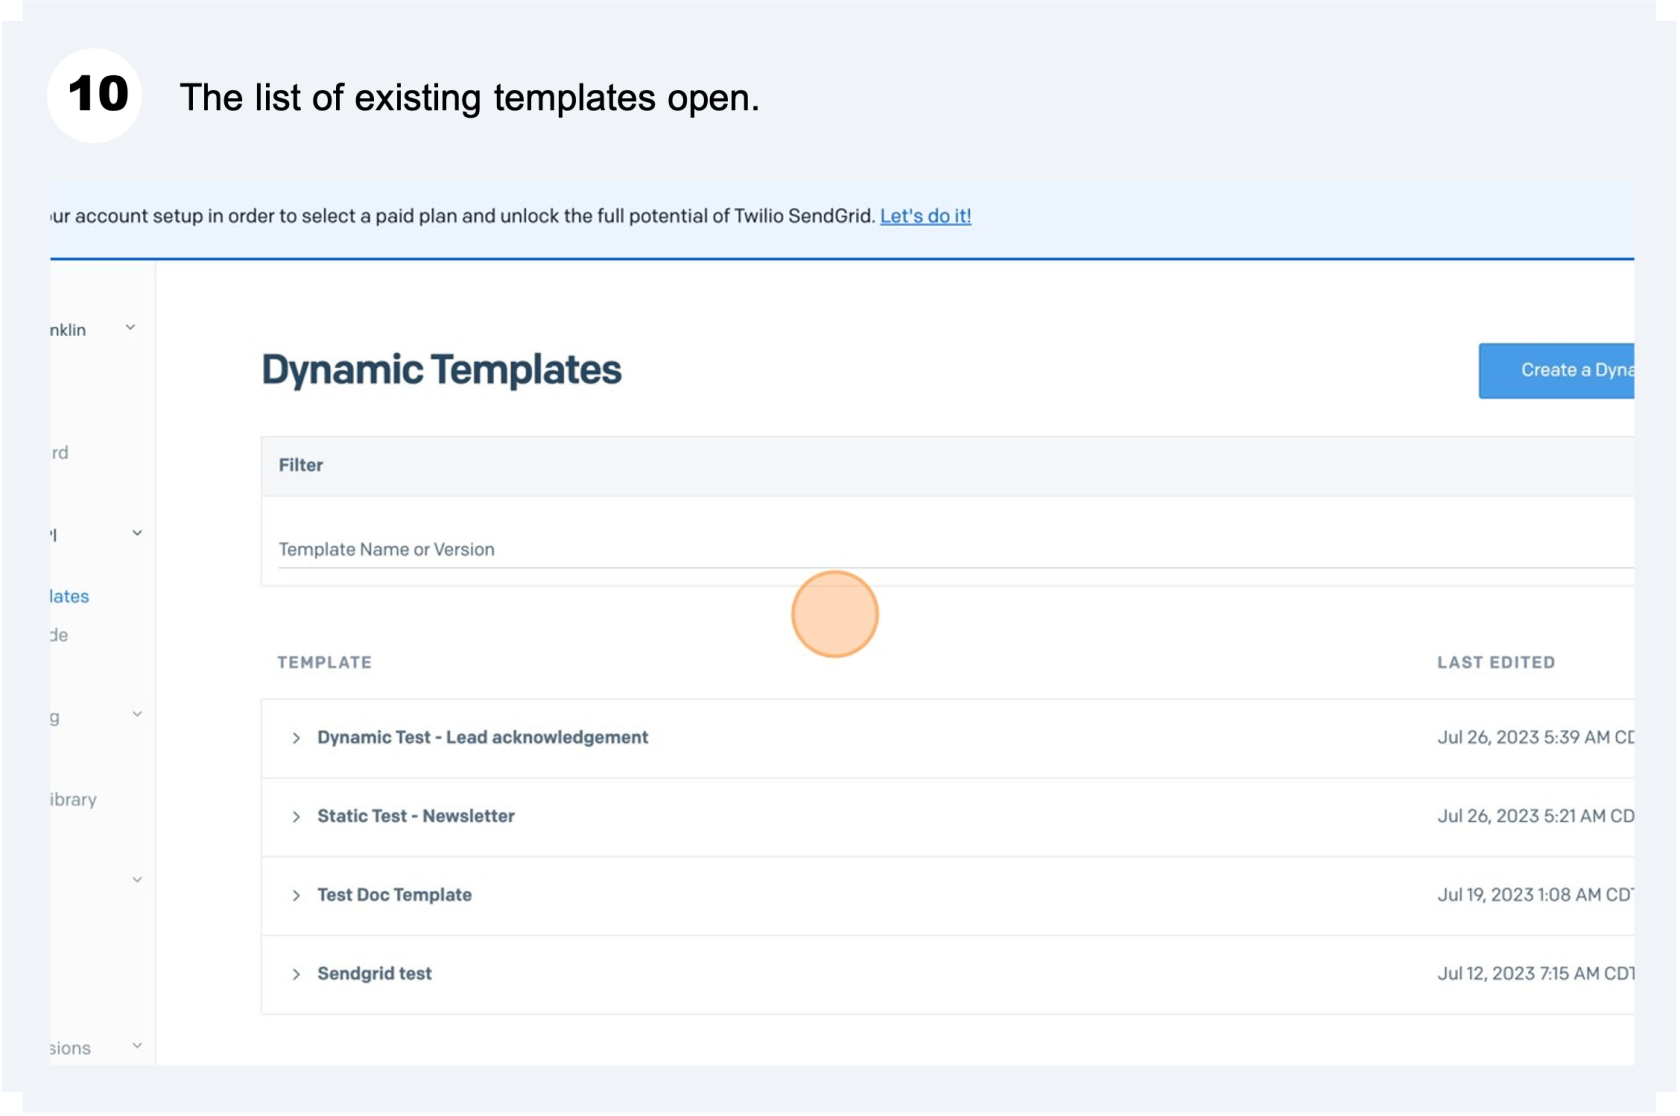 10 The list of existing templates open.
ur account setup in order to select a paid plan and unlock the full potential of Twilio SendGrid. Let's do it!
nklin
Dynamic Templates
Create a Dyna
Filter
rd
Template Name or Version
PI
lates
de
TEMPLATE LAST EDITED
g
Dynamic Test - Lead acknowledgement Jul 26, 2023 5:39 AM CD
ibrary
Static Test - Newsletter Jul 26, 2023 5:21 AM CD
Test Doc Template Jul 19, 2023 1:08 AM CDT
Sendgrid test Jul 12, 2023 7:15 AM CDT
sions